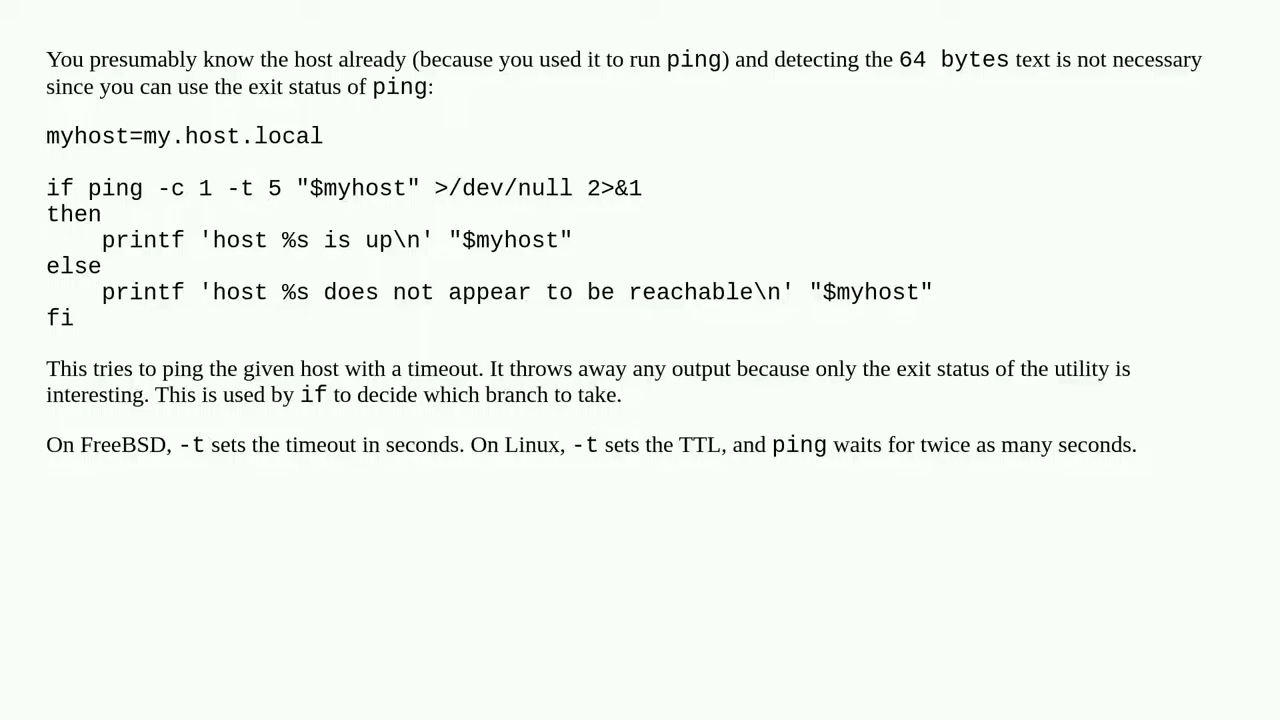 You presumably know the host already (because you used it to run ping) and detecting the 64 bytes text is not necessary
since you can use the exit status of ping:
myhost=my.host.local
if ping -c 1 -t 5 "$myhost" >/dev/null 2>&1
then
    printf 'host %s is up\n' "$myhost"
else
    printf 'host %s does not appear to be reachable\n' "$myhost"
fi
This tries to ping the given host with a timeout. It throws away any output because only the exit status of the utility is
interesting. This is used by if to decide which branch to take.
On FreeBSD, -t sets the timeout in seconds. On Linux, -t sets the TTL, and ping waits for twice as many seconds.